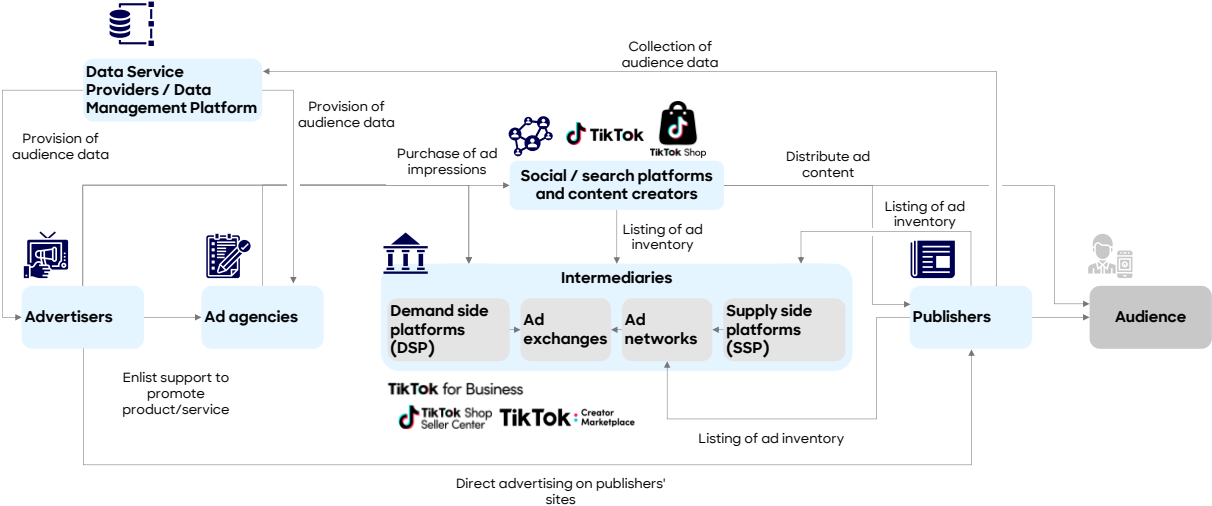 Collection of
audience data
Data Service
Providers / Data
Management Platform
Provision of
audience data
Provision of
audience data
TikTok
TikTok Shop
Purchase of ad
impressions
Social / search platforms
and content creators
Distribute ad
content
Listing of ad
inventory
Listing of ad
inventory
Intermediaries
Advertisers
Ad agencies
Demand side
platforms
(DSP)
Ad
exchanges
Ad
networks
Supply side
platforms
(SSP)
Publishers
Audience
Enlist support to
promote
product/service
TikTok for Business
TikTok Shop
Seller Center
TikTok: Creator
Marketplace
Listing of ad inventory
Direct advertising on publishers'
sites